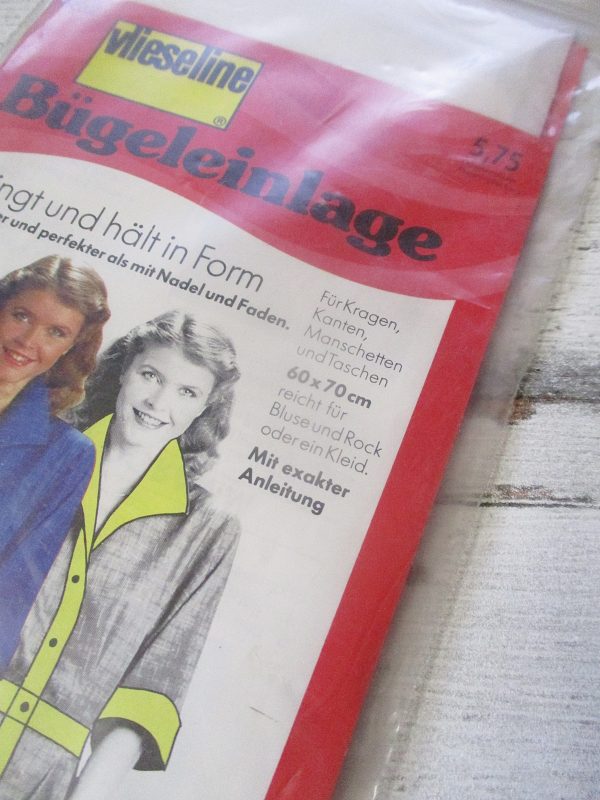 vlieseline
®
Bügeleinlage
5,75
ingt und hält in Form
er und perfekter als mit Nadel und Faden.
Für Kragen,
Kanten,
Manschetten
und Taschen
60 x 70 cm
reicht für
Bluse und Rock
oder ein Kleid.
Mit exakter
Anleitung